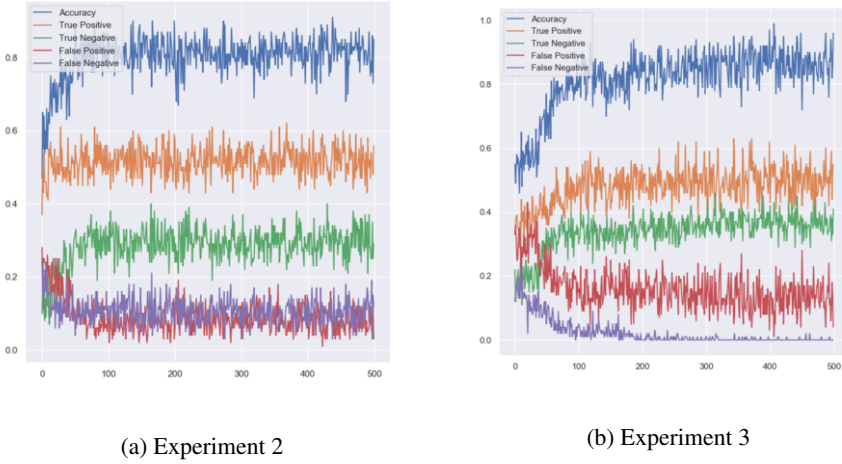 Accuracy
True Positive
True Negative
False Positive
False Negative
0.8
0.6
0.4
0.2
0.0
0 100 200 300 400 500
(a) Experiment 2
Accuracy
True Positive
True Negative
False Positive
False Negative
1.0
0.8
0.6
0.4
0.2
0.0
0 100 200 300 400 500
(b) Experiment 3